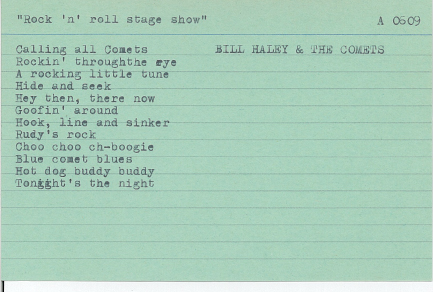 "Rock 'n' roll stage show" A 0609
Calling all Comets BILL HALEY & THE COMETS
Rockin' throughthe eye
A rocking little tune
Hide and seek
Hey then, there now
Goofin' around
Hook, line and sinker
Rudy's rock
Choo choo ch-boogie
Blue comet blues
Hot dog buddy buddy
Tonight's the night